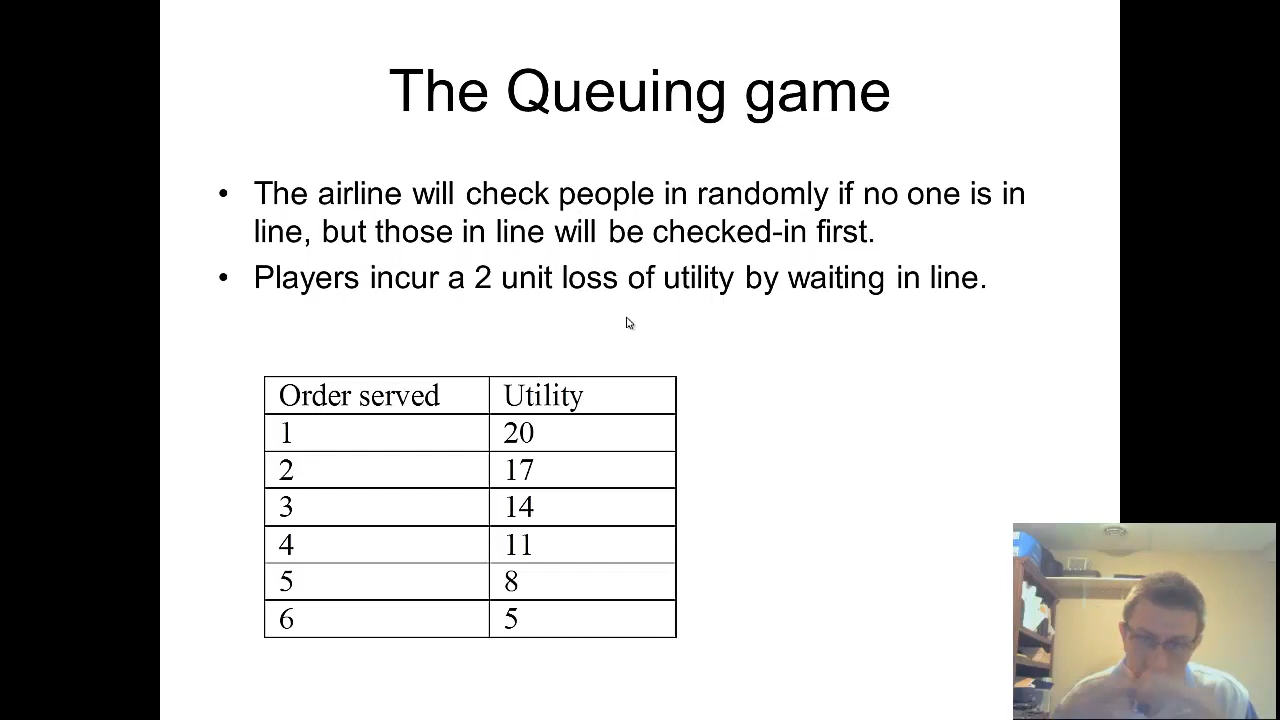 The Queuing game
• The airline will check people in randomly if no one is in
line, but those in line will be checked-in first.
• Players incur a 2 unit loss of utility by waiting in line.
Order served Utility
1 20
2 17
3 14
4 11
5 8
6 5